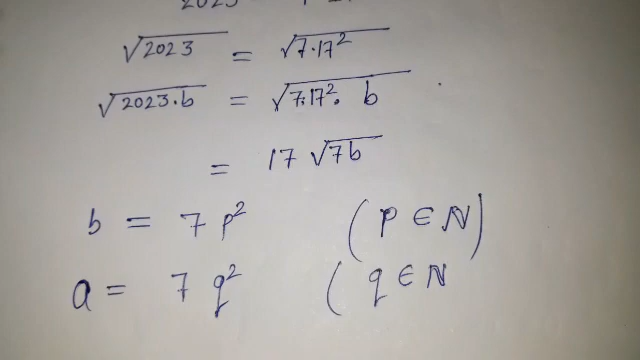 √2023 = √7·17²
√2023·b = √7·17²· b
= 17 √7b
b = 7 p² (p ∈ ℕ)
a = 7 q² (q ∈ ℕ